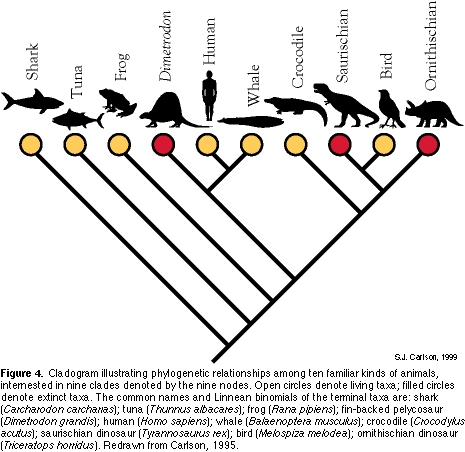 Shark
Tuna
Frog
Dimetrodon
Human
Whale
Crocodile
Saurischian
Bird
Ornithischian
S.J. Carlson, 1999
Figure 4. Cladogram illustrating phylogenetic relationships among ten familiar kinds of animals,
internested in nine clades denoted by the nine nodes. Open circles denote living taxa; filled circles
denote extinct taxa. The common names and Linnean binomials of the terminal taxa are: shark
(Carcharodon carcharias); tuna (Thunnus albacares); frog (Rana pipiens); fin-backed pelycosaur
(Dimetrodon grandis); human (Homo sapiens); whale (Balaenoptera musculus); crocodile (Crocodylus
acutus); saurischian dinosaur (Tyrannosaurus rex); bird (Melospiza melodea); ornithischian dinosaur
(Triceratops horridus). Redrawn from Carlson, 1995.